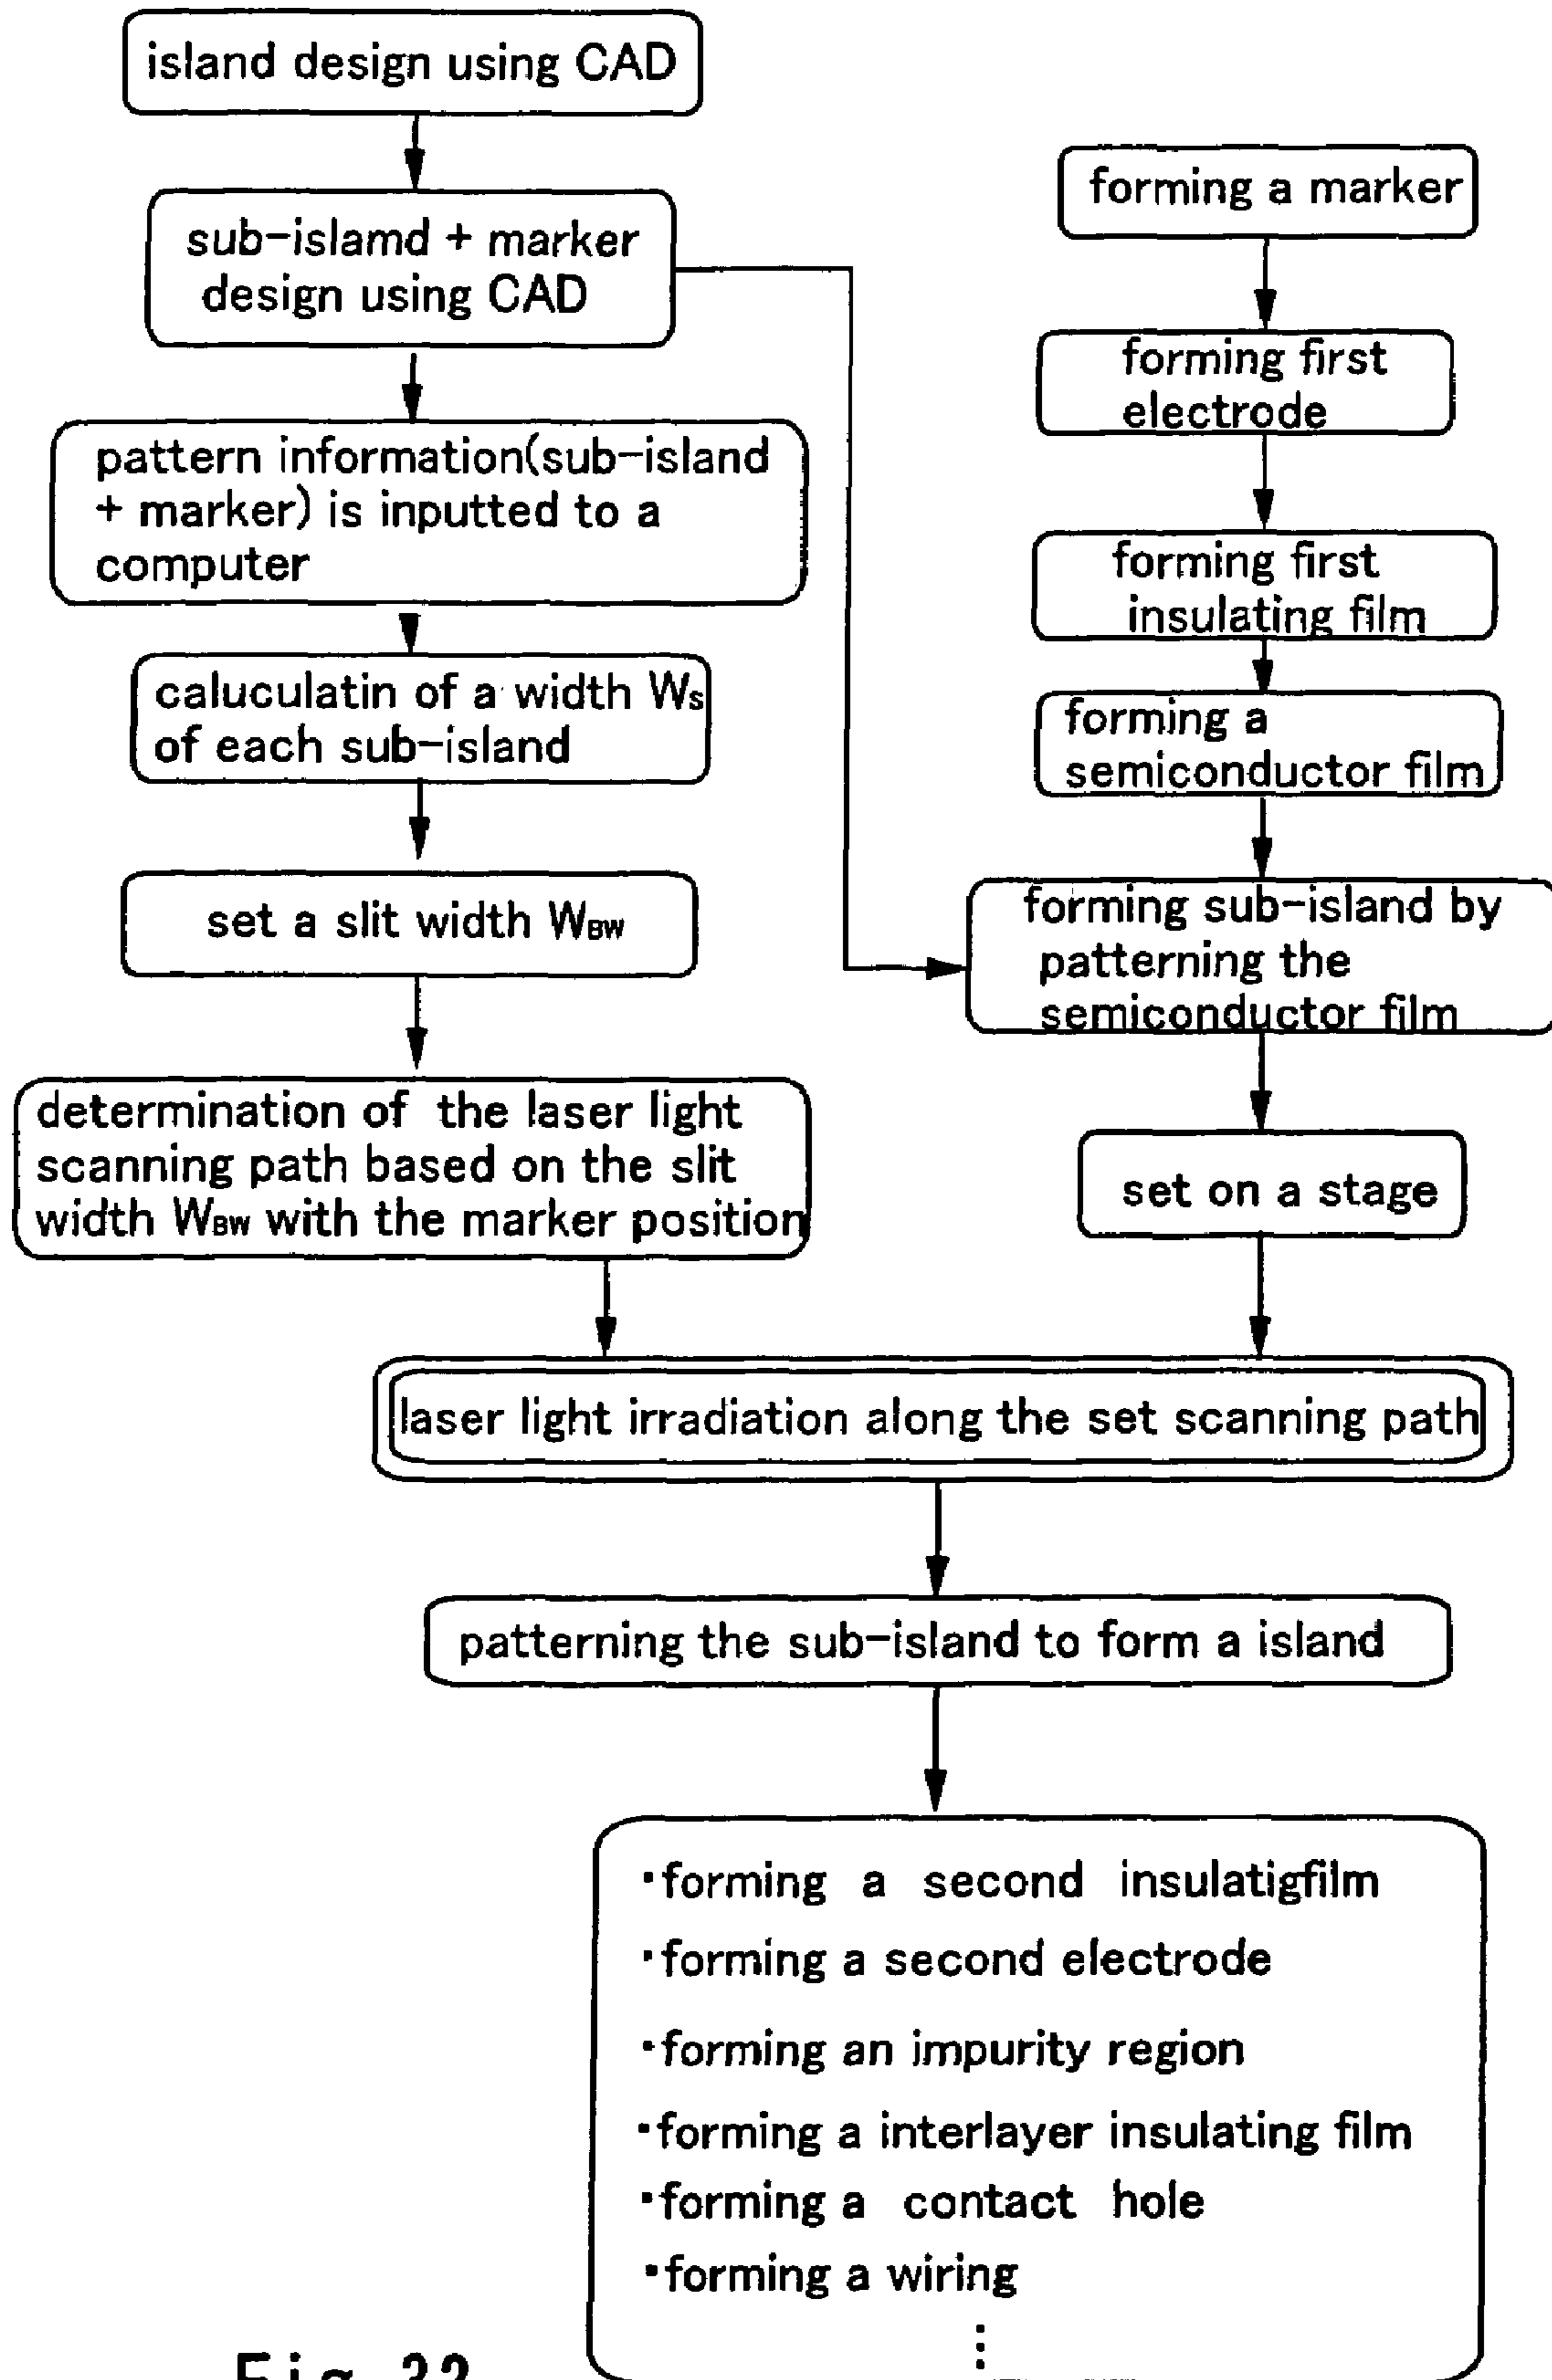 island design using CAD
sub-islamd + marker
design using CAD
pattern information(sub-island
+ marker) is inputted to a
computer
caluculatin of a width Ws
of each sub-island
set a slit width WBW
determination of the laser light
scanning path based on the slit
width WBW with the marker position
forming a marker
forming first
electrode
forming first
insulating film
forming a
semiconductor film
forming sub-island by
patterning the
semiconductor film
set on a stage
laser light irradiation along the set scanning path
patterning the sub-island to form a island
・forming a second insulatigfilm
・forming a second electrode
・forming an impurity region
・forming a interlayer insulating film
・forming a contact hole
・forming a wiring
⋮
Fig. 32